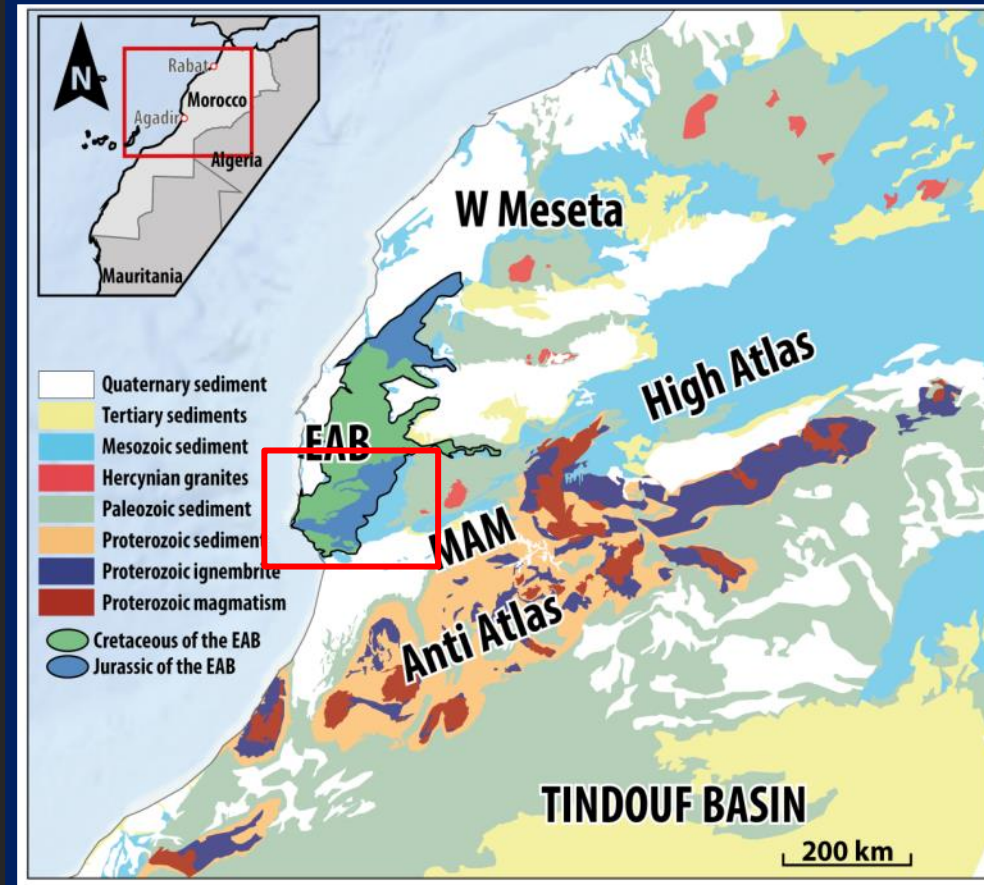 N
Rabat
Morocco
Agadir
Algeria
Mauritania
W Meseta
High Atlas
EAB
MAM
Anti Atlas
TINDOUF BASIN
200 km
Quaternary sediment
Tertiary sediments
Mesozoic sediment
Hercynian granites
Paleozoic sediment
Proterozoic sediment
Proterozoic ignembrite
Proterozoic magmatism
Cretaceous of the EAB
Jurassic of the EAB